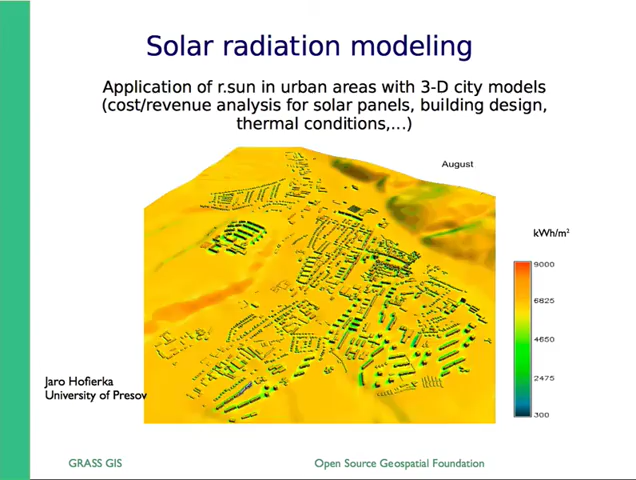 Solar radiation modeling
Application of r.sun in urban areas with 3-D city models
(cost/revenue analysis for solar panels, building design,
thermal conditions,...)
August
kWh/m²
9000
6825
4650
2475
300
Jaro Hofierka
University of Presov
GRASS GIS
Open Source Geospatial Foundation